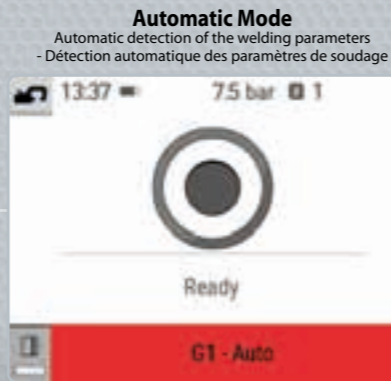 Automatic Mode
Automatic detection of the welding parameters
- Détection automatique des paramètres de soudage
13:37 7.5 bar 1
Ready
G1 - Auto